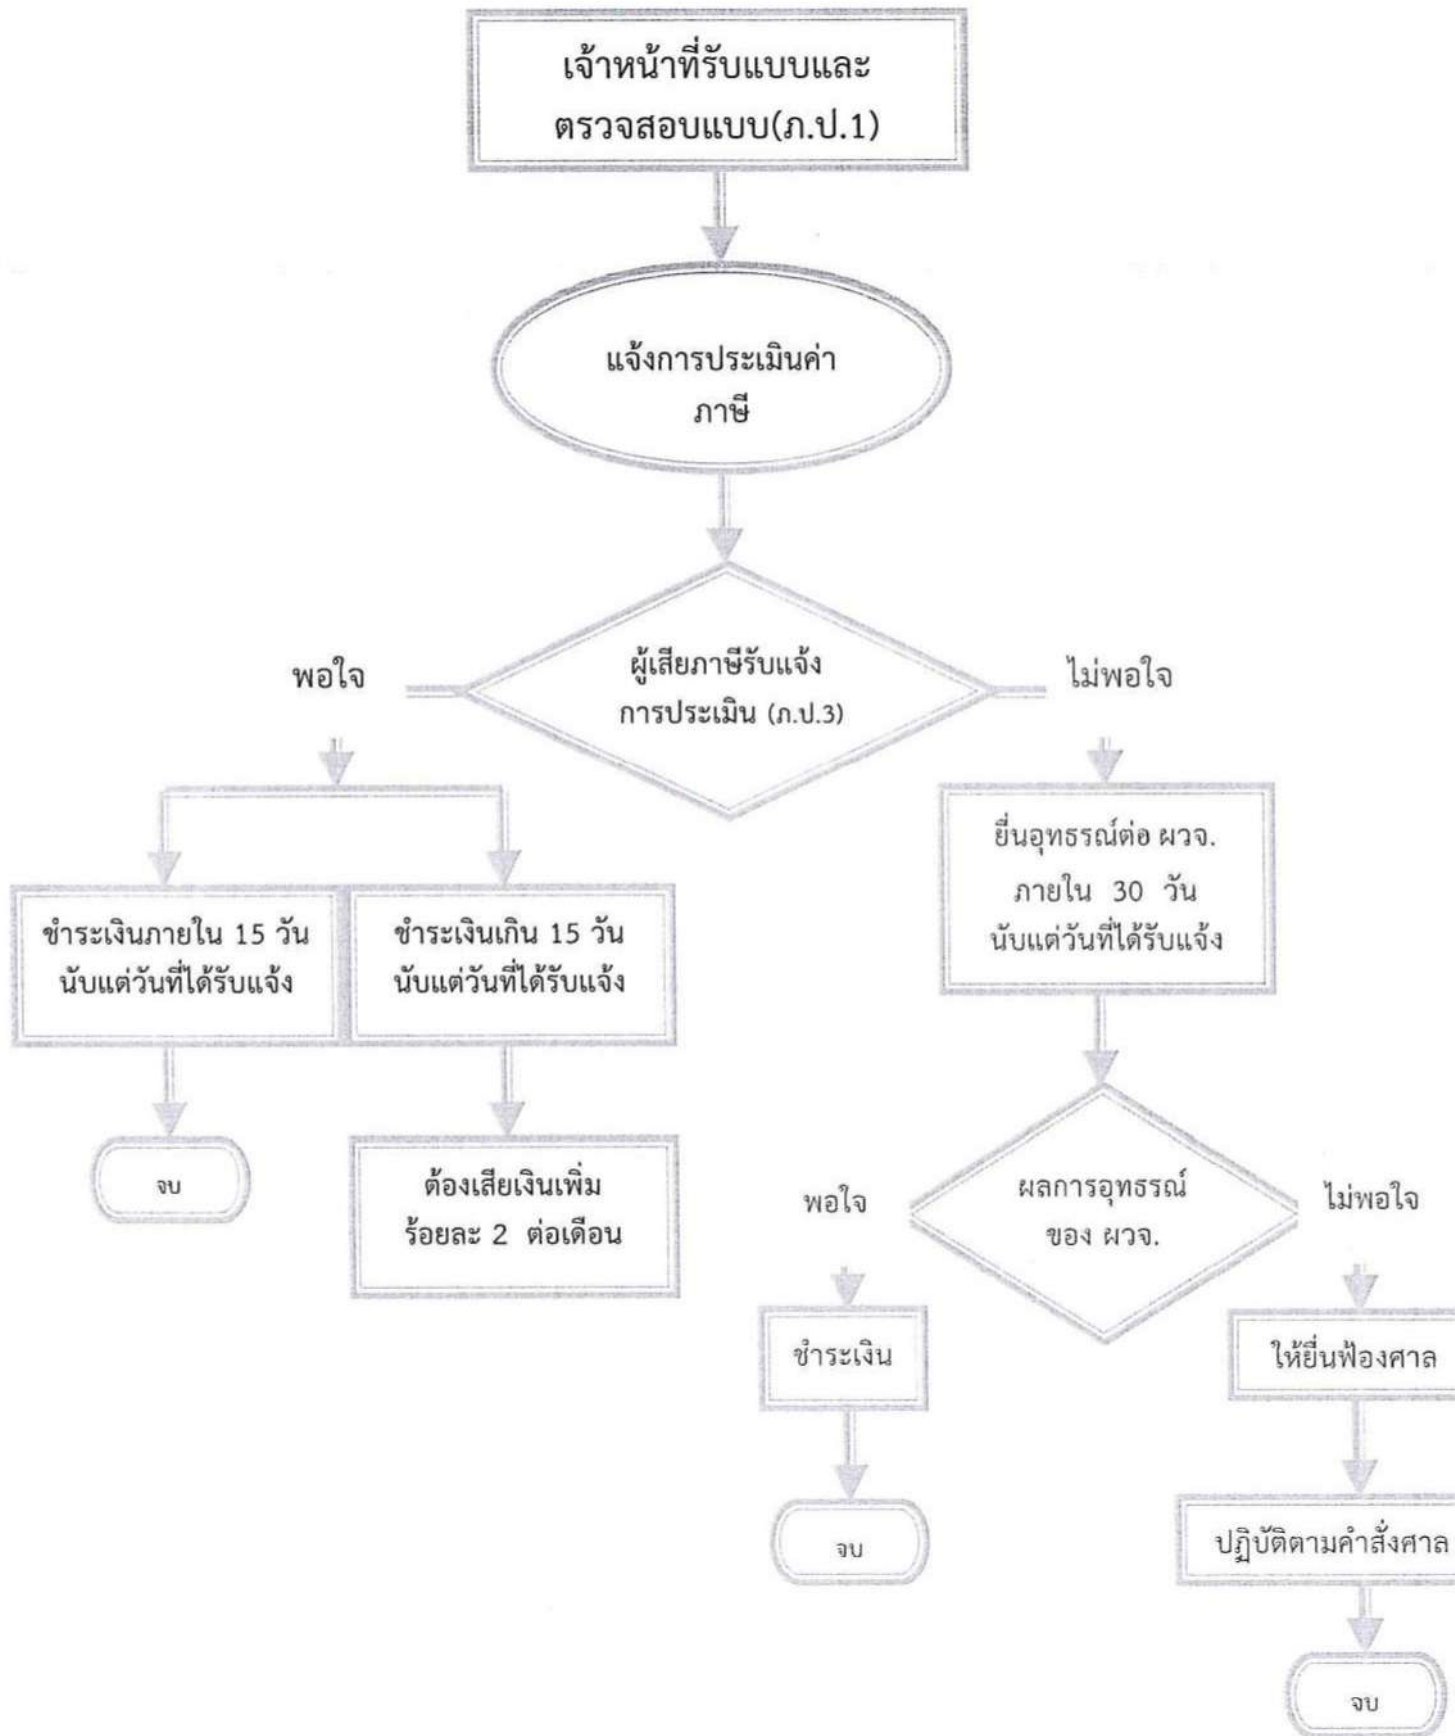 เจ้าหน้าที่รับแบบและ
ตรวจสอบแบบ(ภ.ป.1)
แจ้งการประเมินค่า
ภาษี
ผู้เสียภาษีรับแจ้ง
การประเมิน (ภ.ป.3)
พอใจ
ไม่พอใจ
ชำระเงินภายใน 15 วัน
นับแต่วันที่ได้รับแจ้ง
ชำระเงินเกิน 15 วัน
นับแต่วันที่ได้รับแจ้ง
ยื่นอุทธรณ์ต่อ ผวจ.
ภายใน 30 วัน
นับแต่วันที่ได้รับแจ้ง
จบ
ต้องเสียเงินเพิ่ม
ร้อยละ 2 ต่อเดือน
ผลการอุทธรณ์
ของ ผวจ.
พอใจ
ไม่พอใจ
ชำระเงิน
ให้ยื่นฟ้องศาล
จบ
ปฏิบัติตามคำสั่งศาล
จบ